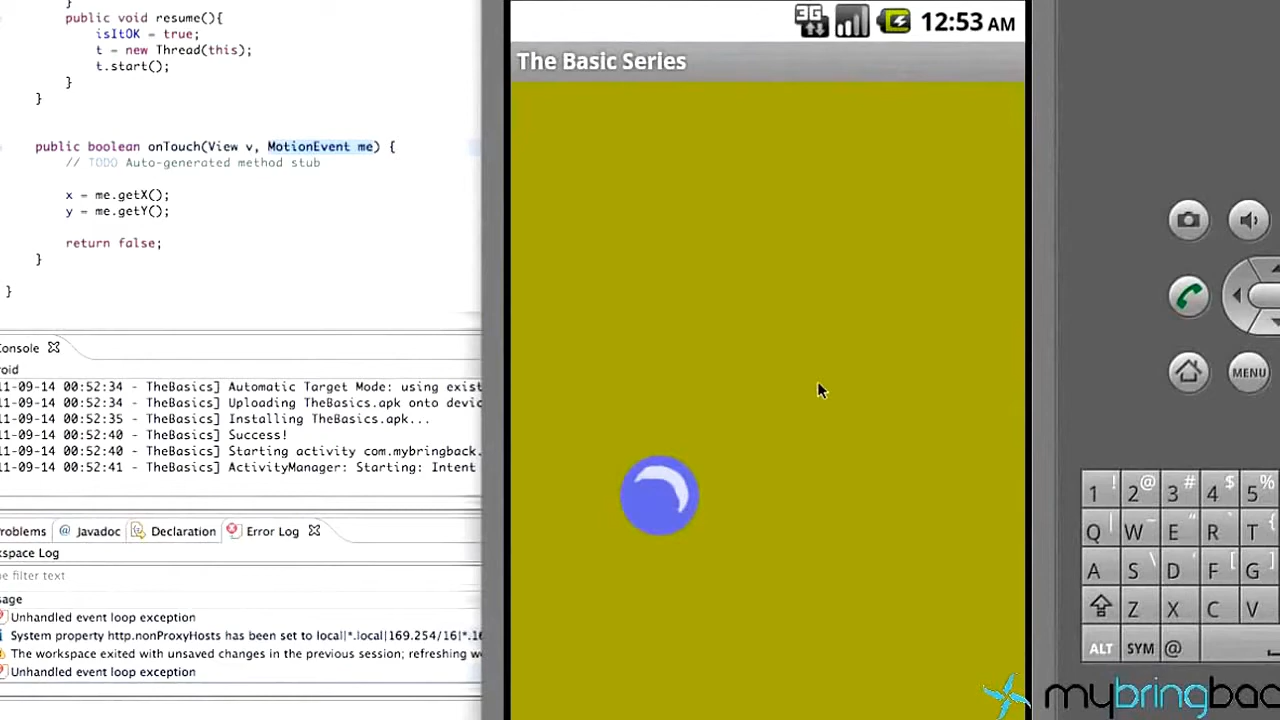 public void resume(){
isItOK = true;
t = new Thread(this);
t.start();
}
}
public boolean onTouch(View v, MotionEvent me) {
// TODO Auto-generated method stub
x = me.getX();
y = me.getY();
return false;
}
}
onsole
roid
11-09-14 00:52:34 - TheBasics] Automatic Target Mode: using exist
11-09-14 00:52:34 - TheBasics] Uploading TheBasics.apk onto devic
11-09-14 00:52:35 - TheBasics] Installing TheBasics.apk...
11-09-14 00:52:40 - TheBasics] Success!
11-09-14 00:52:40 - TheBasics] Starting activity com.mybringback.
11-09-14 00:52:41 - TheBasics] ActivityManager: Starting: Intent
roblems @ Javadoc Declaration Error Log
kspace Log
e filter text
sage
Unhandled event loop exception
System property http.nonProxyHosts has been set to local|*.local|169.254/16|*.16
The workspace exited with unsaved changes in the previous session; refreshing w
Unhandled event loop exception
3G 12:53 AM
The Basic Series
MENU
1 ! 2 @ 3 # 4 $ 5 %
Q | W ~ E " R ` T {
A S \ D ' F [ G ]
Z X C V
ALT SYM @
mybringbac